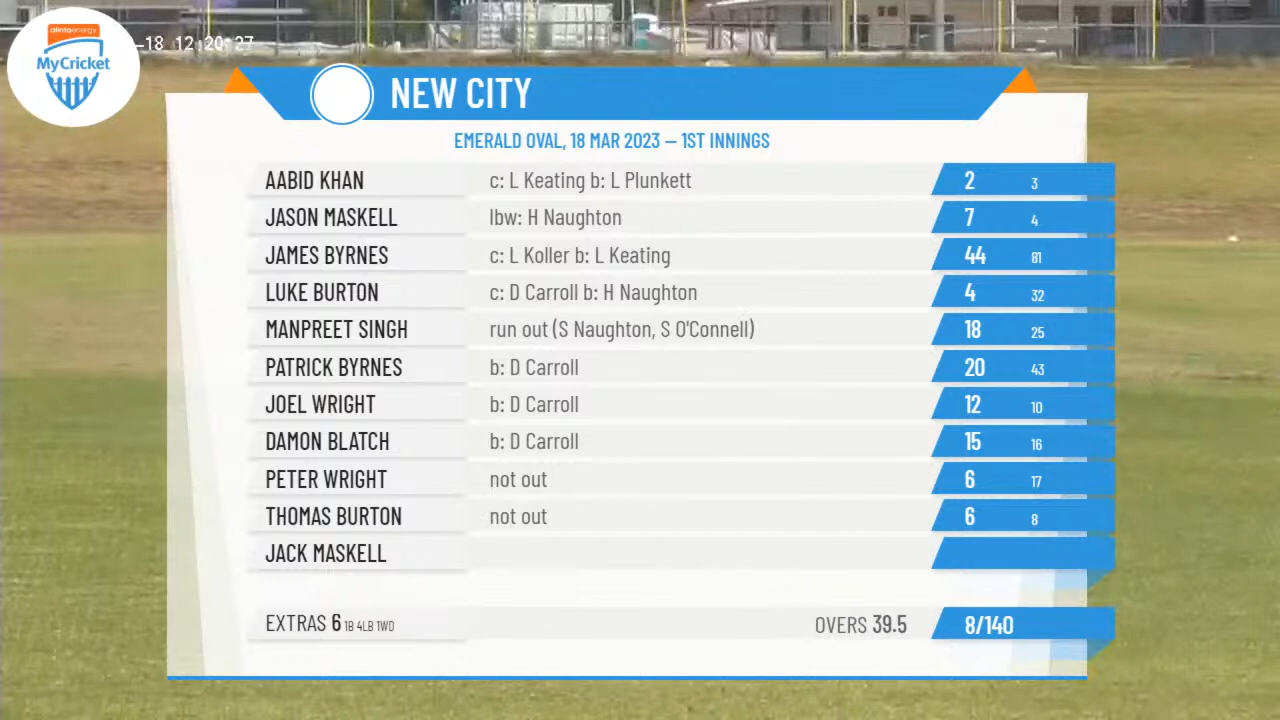 alintaenergy
MyCricket
-18 12:20:27
NEW CITY
EMERALD OVAL, 18 MAR 2023 – 1ST INNINGS
AABID KHAN c: L Keating b: L Plunkett 2 3
JASON MASKELL lbw: H Naughton 7 4
JAMES BYRNES c: L Koller b: L Keating 44 81
LUKE BURTON c: D Carroll b: H Naughton 4 32
MANPREET SINGH run out (S Naughton, S O'Connell) 18 25
PATRICK BYRNES b: D Carroll 20 43
JOEL WRIGHT b: D Carroll 12 10
DAMON BLATCH b: D Carroll 15 16
PETER WRIGHT not out 6 17
THOMAS BURTON not out 6 8
JACK MASKELL
EXTRAS 6 1B 4LB 1WD OVERS 39.5 8/140